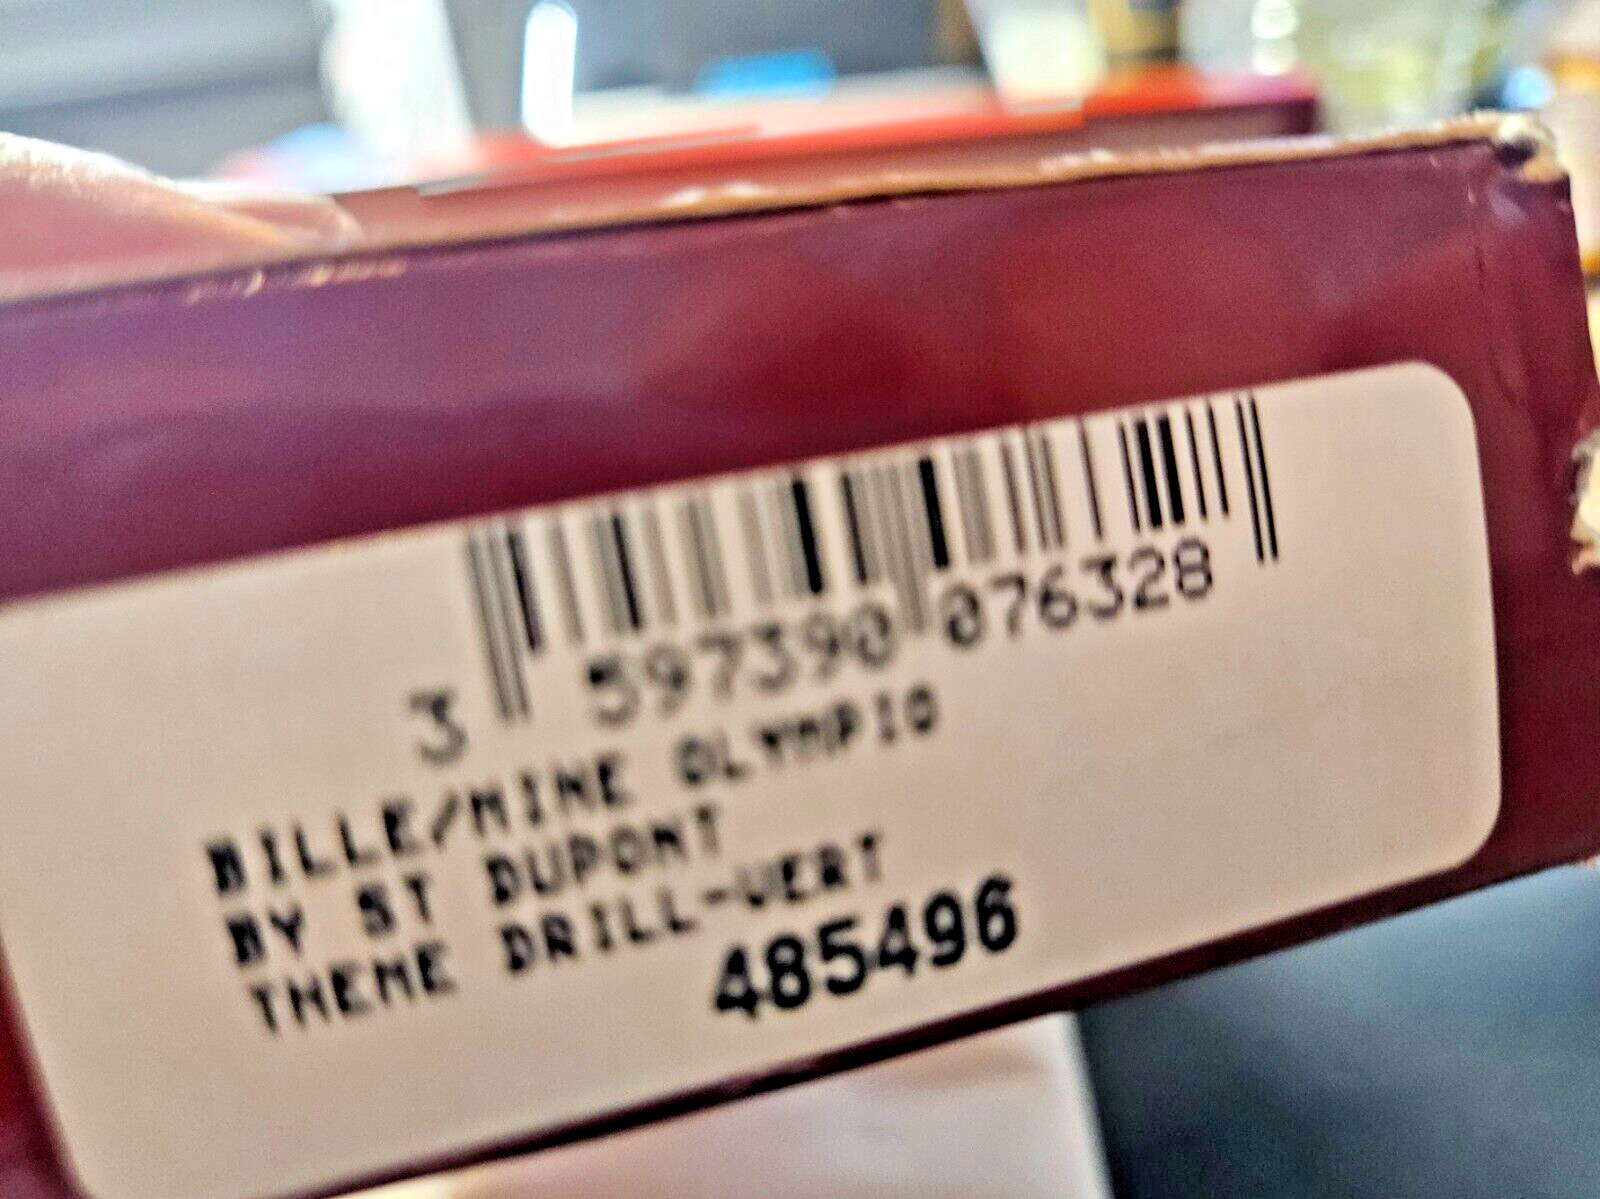 3 597390 076328
BILLE/MINE OLYMPIO
BY ST DUPONT
THEME DRILL-VERT
485496